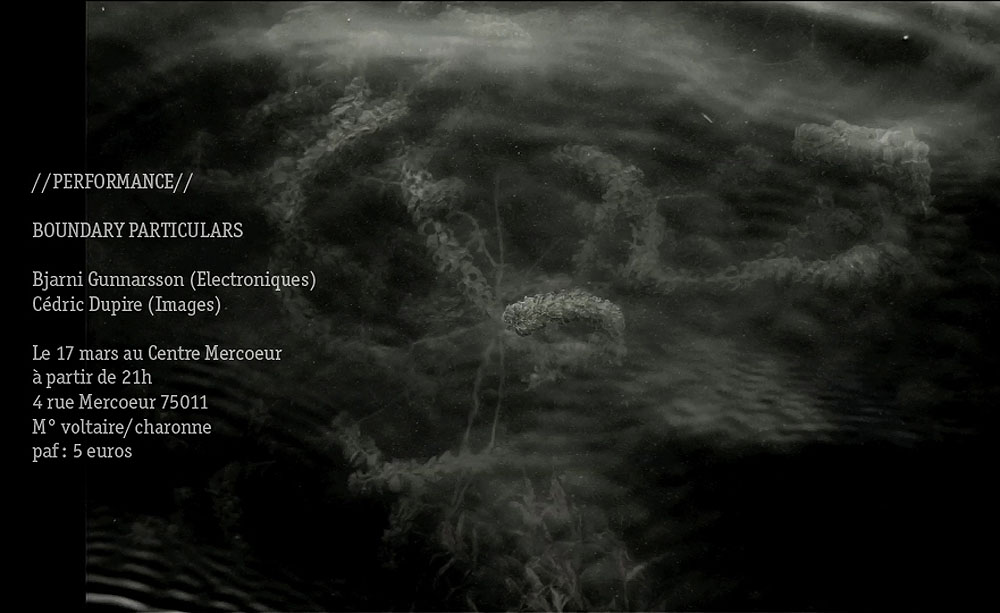 //PERFORMANCE//
BOUNDARY PARTICULARS
Bjarni Gunnarsson (Electroniques)
Cédric Dupire (Images)
Le 17 mars au Centre Mercoeur
à partir de 21h
4 rue Mercoeur 75011
M° voltaire/charonne
paf : 5 euros